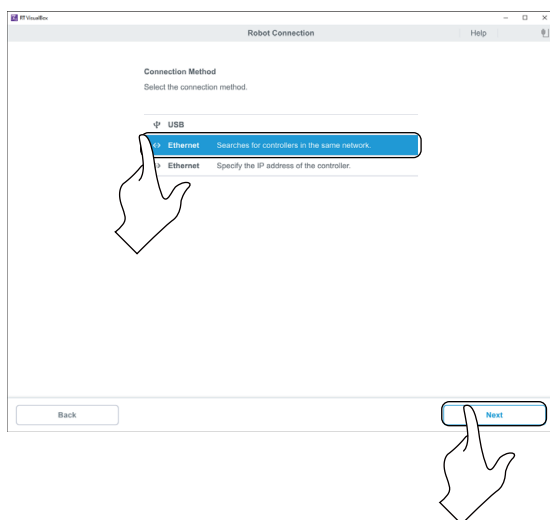 RT VisualBox
Robot Connection
Help
Connection Method
Select the connection method.
USB
Ethernet Searches for controllers in the same network.
Ethernet Specify the IP address of the controller.
Back
Next